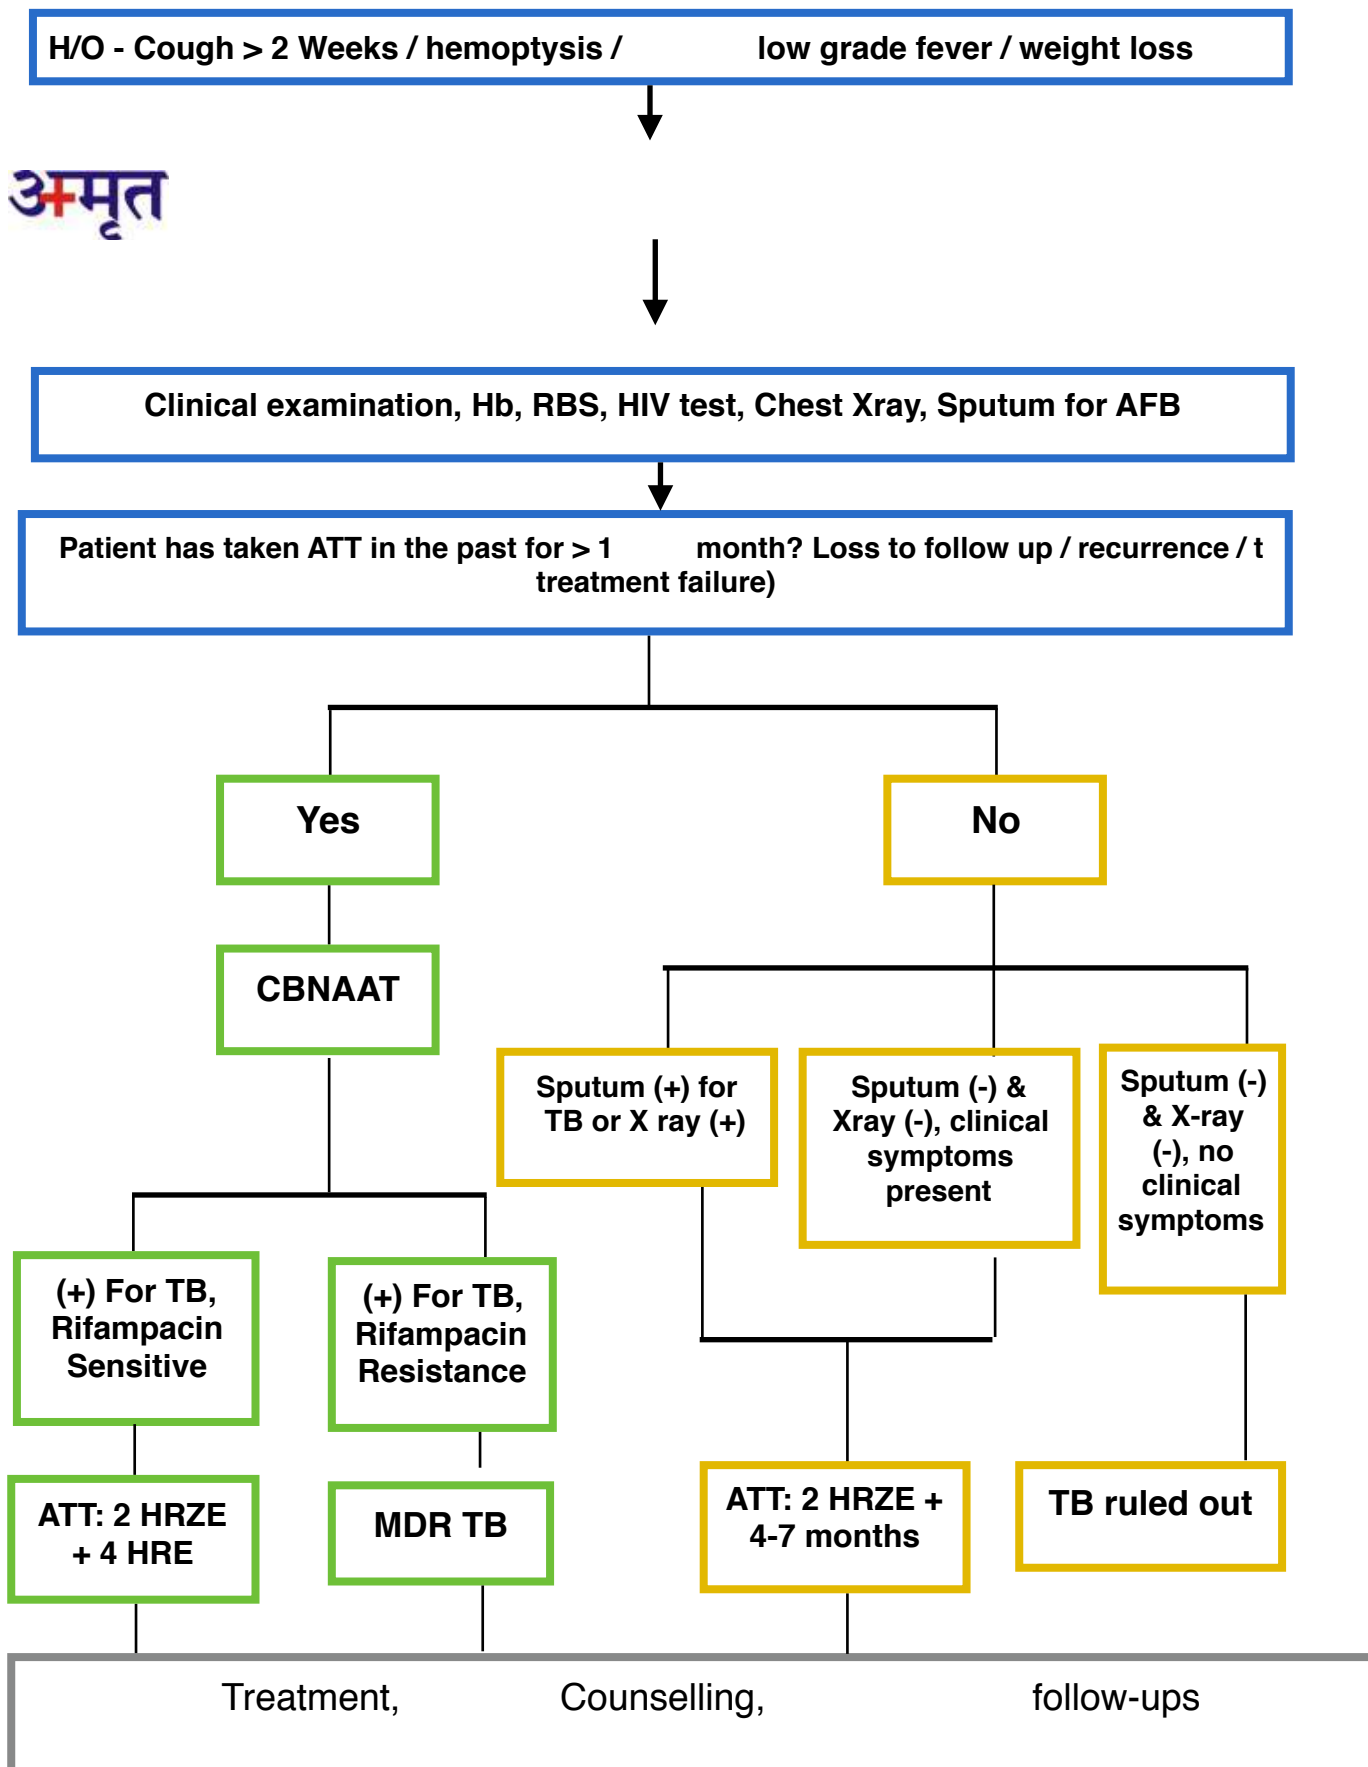 H/O - Cough > 2 Weeks / hemoptysis / low grade fever / weight loss
अमृत
Clinical examination, Hb, RBS, HIV test, Chest Xray, Sputum for AFB
Patient has taken ATT in the past for > 1 month? Loss to follow up / recurrence / t
treatment failure)
Yes
No
CBNAAT
Sputum (+) for
TB or X ray (+)
Sputum (-) &
Xray (-), clinical
symptoms
present
Sputum (-)
& X-ray
(-), no
clinical
symptoms
(+) For TB,
Rifampacin
Sensitive
(+) For TB,
Rifampacin
Resistance
ATT: 2 HRZE
+ 4 HRE
MDR TB
ATT: 2 HRZE +
4-7 months
TB ruled out
Treatment, Counselling, follow-ups